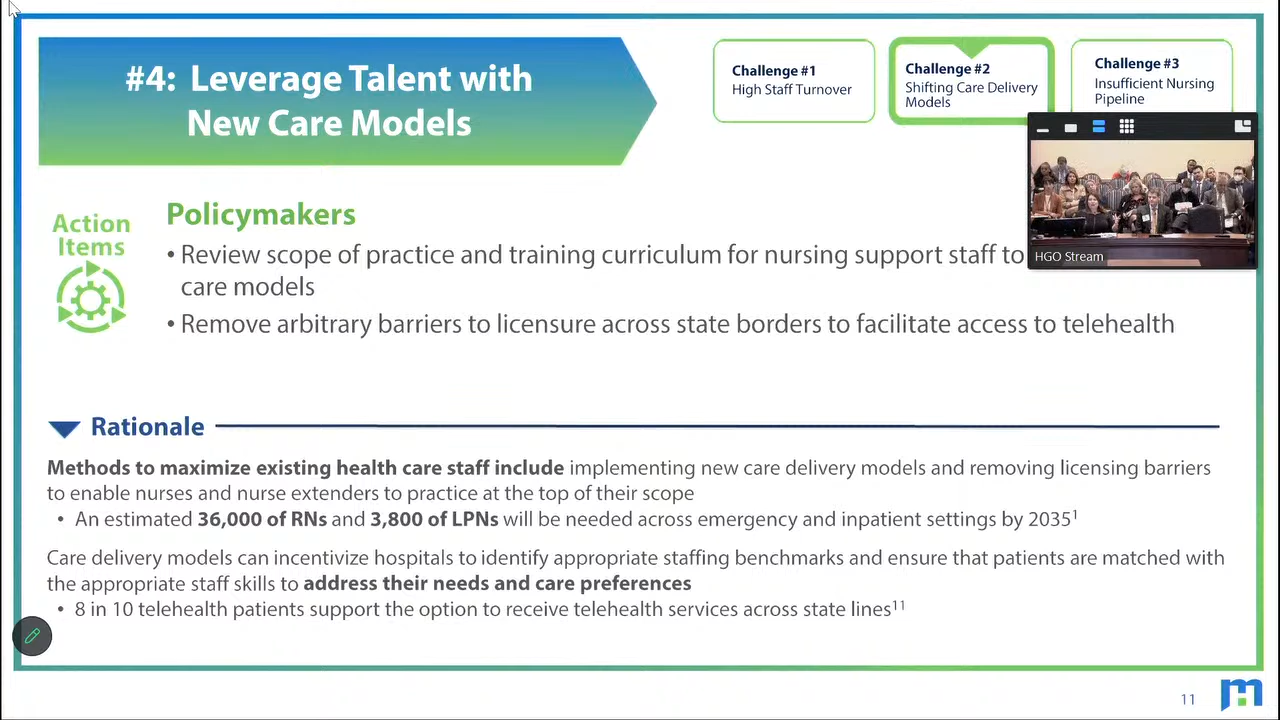 #4: Leverage Talent with
New Care Models
Challenge #1
High Staff Turnover
Challenge #2
Shifting Care Delivery
Models
Challenge #3
Insufficient Nursing
Pipeline
HGO Stream
Action
Items
Policymakers
• Review scope of practice and training curriculum for nursing support staff to
care models
• Remove arbitrary barriers to licensure across state borders to facilitate access to telehealth
Rationale
Methods to maximize existing health care staff include implementing new care delivery models and removing licensing barriers
to enable nurses and nurse extenders to practice at the top of their scope
• An estimated 36,000 of RNs and 3,800 of LPNs will be needed across emergency and inpatient settings by 2035¹
Care delivery models can incentivize hospitals to identify appropriate staffing benchmarks and ensure that patients are matched with
the appropriate staff skills to address their needs and care preferences
• 8 in 10 telehealth patients support the option to receive telehealth services across state lines¹¹
11